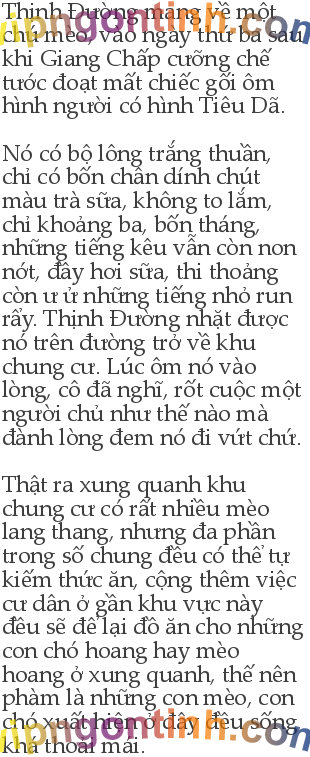 Thịnh Đường mang về một
chú mèo, vào ngày thứ ba sau
khi Giang Chấp cưỡng chế
tước đoạt mất chiếc gối ôm
hình người có hình Tiêu Dã.
Nó có bộ lông trắng thuần,
chỉ có bốn chân dính chút
màu trà sữa, không to lắm,
chỉ khoảng ba, bốn tháng,
những tiếng kêu vẫn còn non
nớt, đầy hơi sữa, thi thoảng
còn ư ử những tiếng nhỏ run
rẩy. Thịnh Đường nhặt được
nó trên đường trở về khu
chung cư. Lúc ôm nó vào
lòng, cô đã nghĩ, rốt cuộc một
người chủ như thế nào mà
đành lòng đem nó đi vứt chứ.
Thật ra xung quanh khu
chung cư có rất nhiều mèo
lang thang, nhưng đa phần
trong số chung đều có thể tự
kiếm thức ăn, cộng thêm việc
cư dân ở gần khu vực này
đều sẽ để lại đồ ăn cho những
con chó hoang hay mèo
hoang ở xung quanh, thế nên
phàm là những con mèo, con
chó xuất hiện ở đây đều sống
khá thoải mái.
upngontinh.com
upngontinh.com